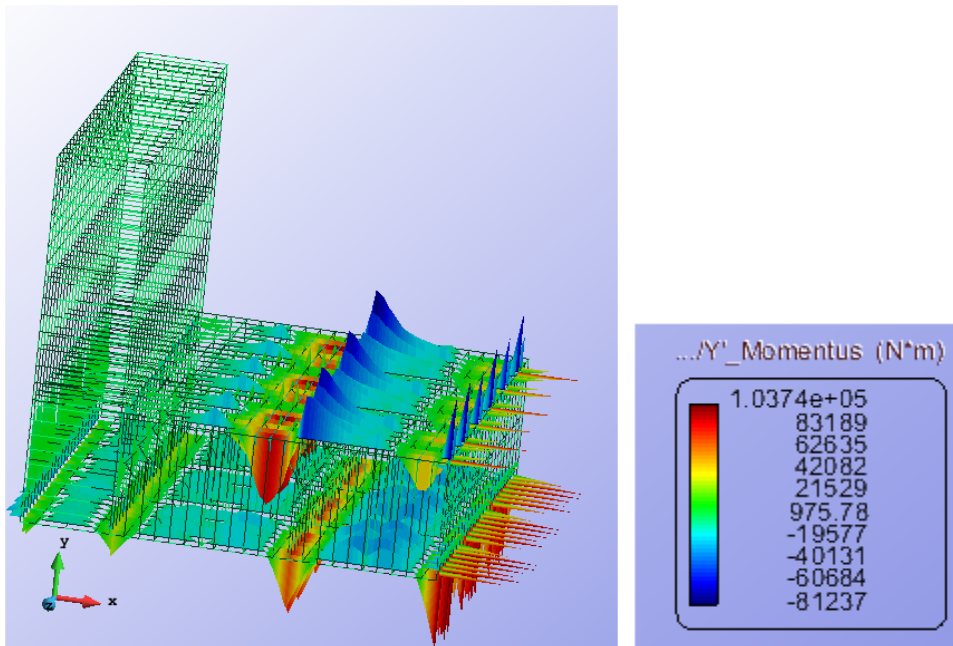 .../Y'_Momentus (N*m)
1.0374e+05
83189
62635
42082
21529
975.78
-19577
-40131
-60684
-81237
y
z
x